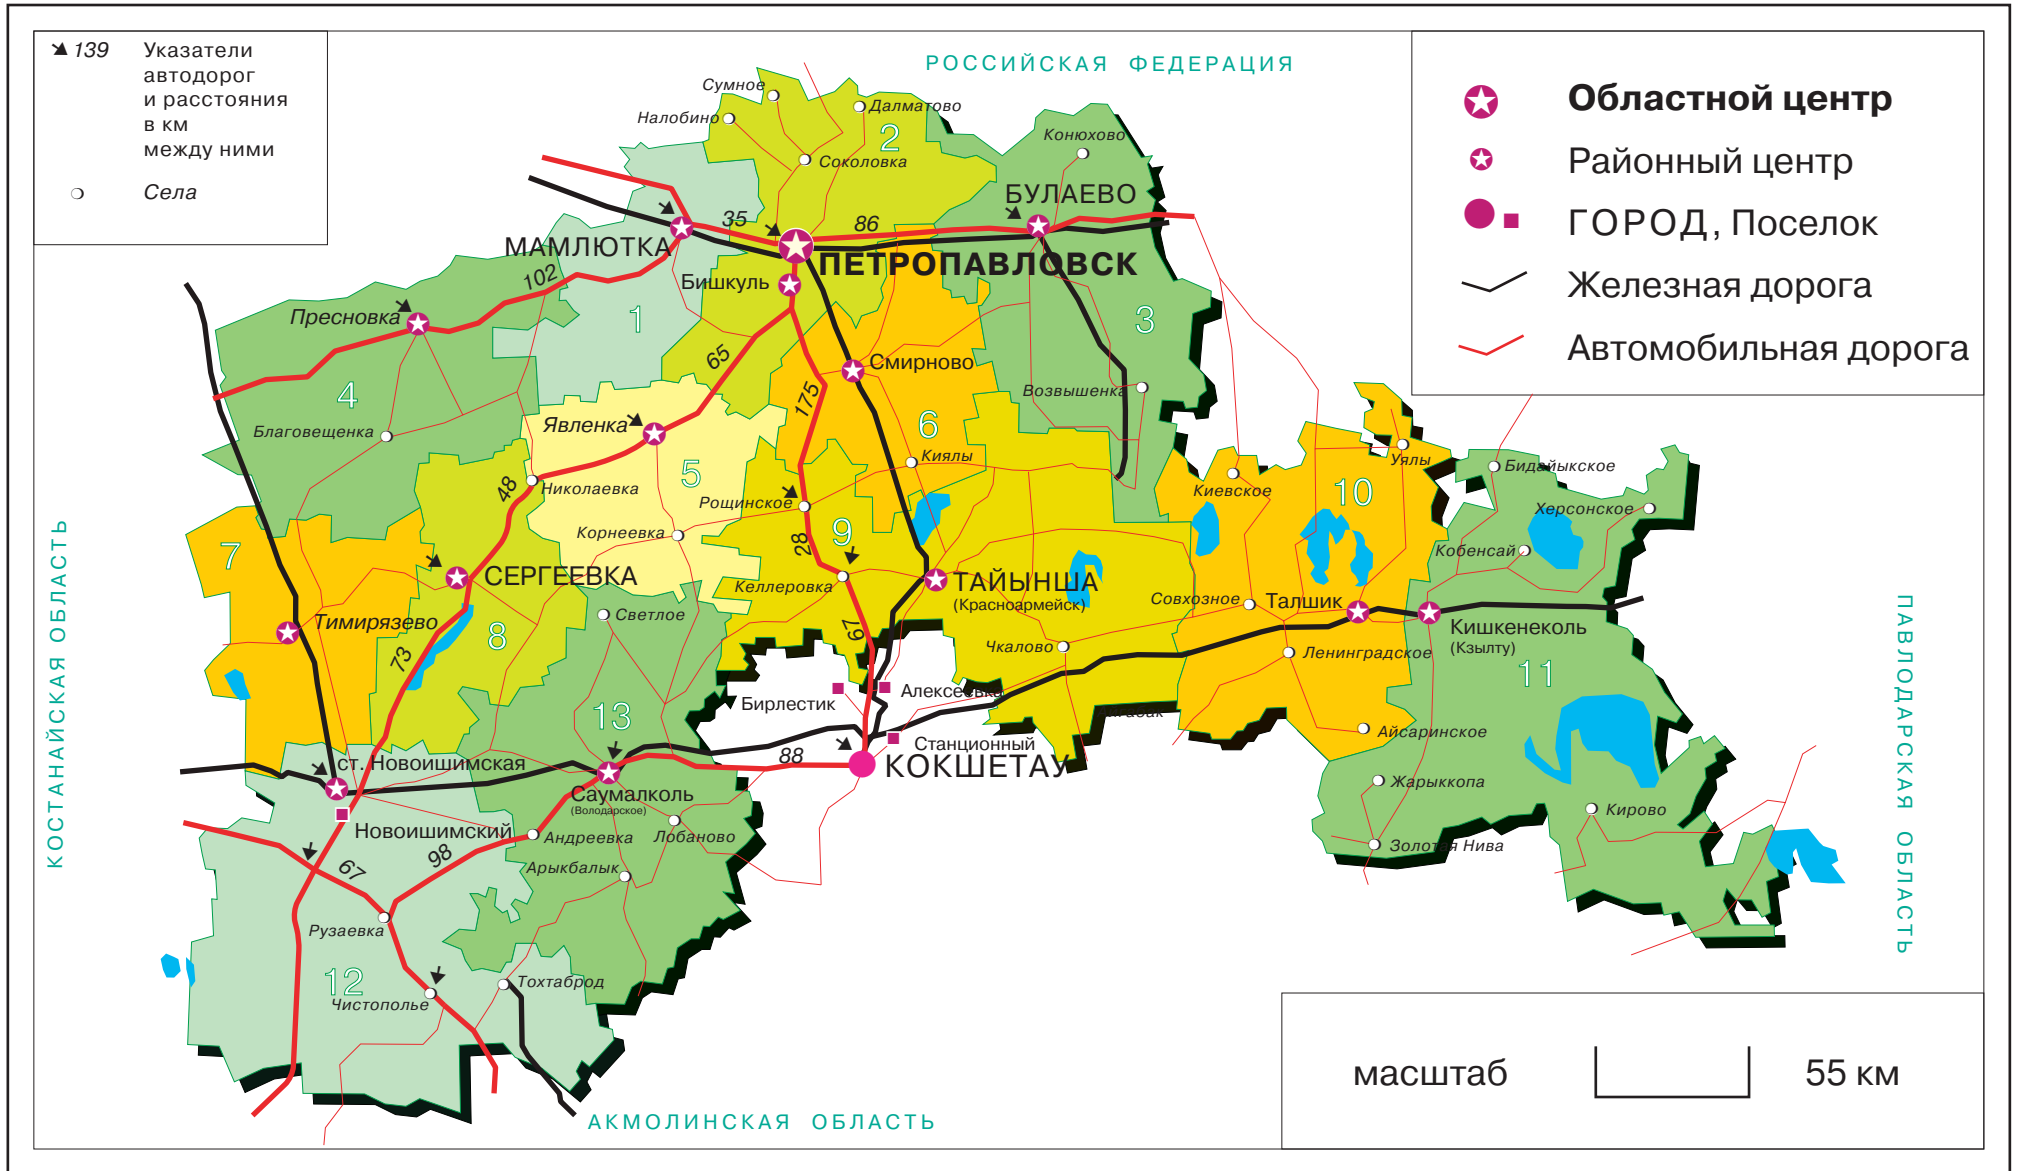 139 Указатели
автодорог
и расстояния
в км
между ними
Села
РОССИЙСКАЯ ФЕДЕРАЦИЯ
Областной центр
Районный центр
ГОРОД, Поселок
Железная дорога
Автомобильная дорога
Сумное
Далматово
Налобино
2
Конюхово
Соколовка
БУЛАЕВО
35
86
МАМЛЮТКА
ПЕТРОПАВЛОВСК
102
Бишкуль
Пресновка
1
3
65
Смирново
175
Возвышенка
4
Явленка
6
Благовещенка
Киялы
Уялы
Бидайыкское
5
48
Николаевка
Рощинское
Киевское
10
Херсонское
Корнеевка
9
28
7
Кобенсай
СЕРГЕЕВКА
Келлеровка
ТАЙЫНША
(Красноармейск)
Совхозное
Талшик
Светлое
Тимирязево
8
67
Кишкенеколь
(Кзылту)
73
Чкалово
Ленинградское
11
Алексеевка
Бирлестик
13
Айсаринское
Станционный
88
КОКШЕТАУ
ст. Новоишимская
Саумалколь
(Володарское)
Жарыккопа
Кирово
Новоишимский
Андреевка
Лобаново
Золотая Нива
98
67
Арыкбалык
Рузаевка
12
Тохтаброд
Чистополье
КОСТАНАЙСКАЯ ОБЛАСТЬ
ПАВЛОДАРСКАЯ ОБЛАСТЬ
АКМОЛИНСКАЯ ОБЛАСТЬ
масштаб 55 км